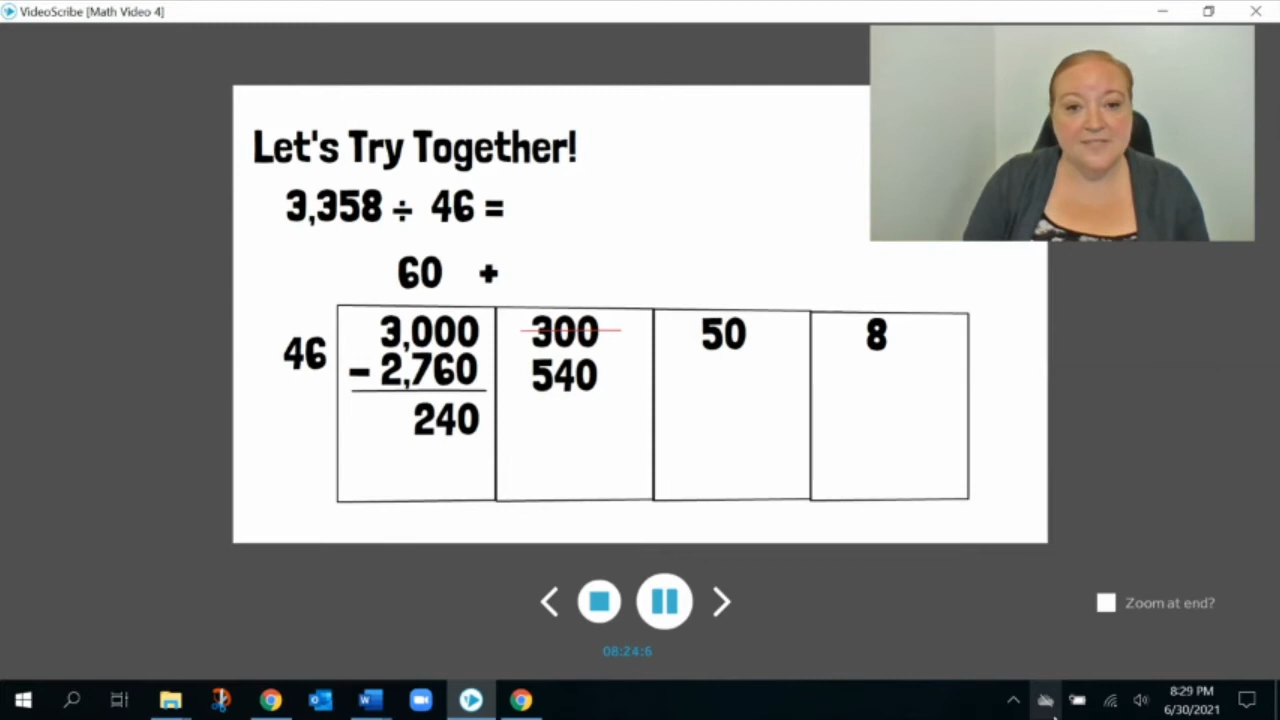 VideoScribe [Math Video 4]
Let's Try Together!
3,358 ÷ 46 =
60 +
46
3,000
- 2,760
240
300
540
50
8
Zoom at end?
08:24:6
8:29 PM
6/30/2021